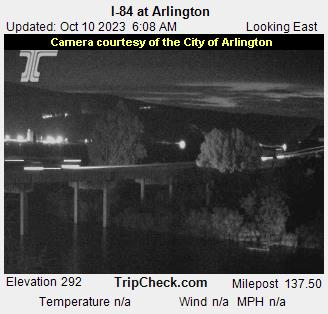 I-84 at Arlington
Updated: Oct 10 2023 6:08 AM Looking East
Camera courtesy of the City of Arlington
Elevation 292 TripCheck.com Milepost 137.50
Temperature n/a Wind n/a MPH n/a